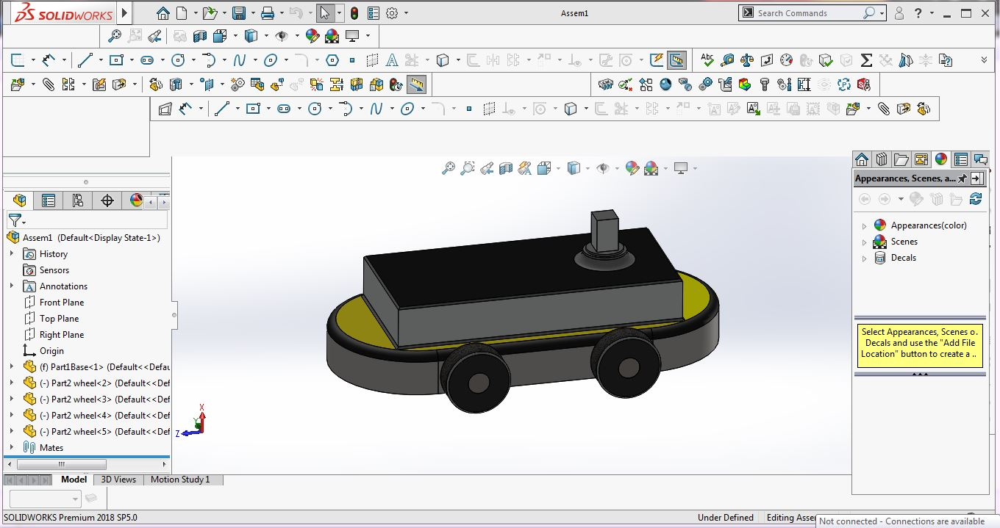 SOLIDWORKS
Assem1
Search Commands
Appearances, Scenes, a...
Appearances(color)
Scenes
Decals
Select Appearances, Scenes o.
Decals and use the "Add File
Location" button to create a ..
Assem1 (Default<Display State-1>)
History
Sensors
Annotations
Front Plane
Top Plane
Right Plane
Origin
(f) Part1Base<1> (Default<<Defau
(-) Part2 wheel<2> (Default<<Def
(-) Part2 wheel<3> (Default<<Def
(-) Part2 wheel<4> (Default<<Def
(-) Part2 wheel<5> (Default<<Def
Mates
X
Y
Z
Model
3D Views
Motion Study 1
SOLIDWORKS Premium 2018 SP5.0
Under Defined
Editing Asser
Not connected - Connections are available